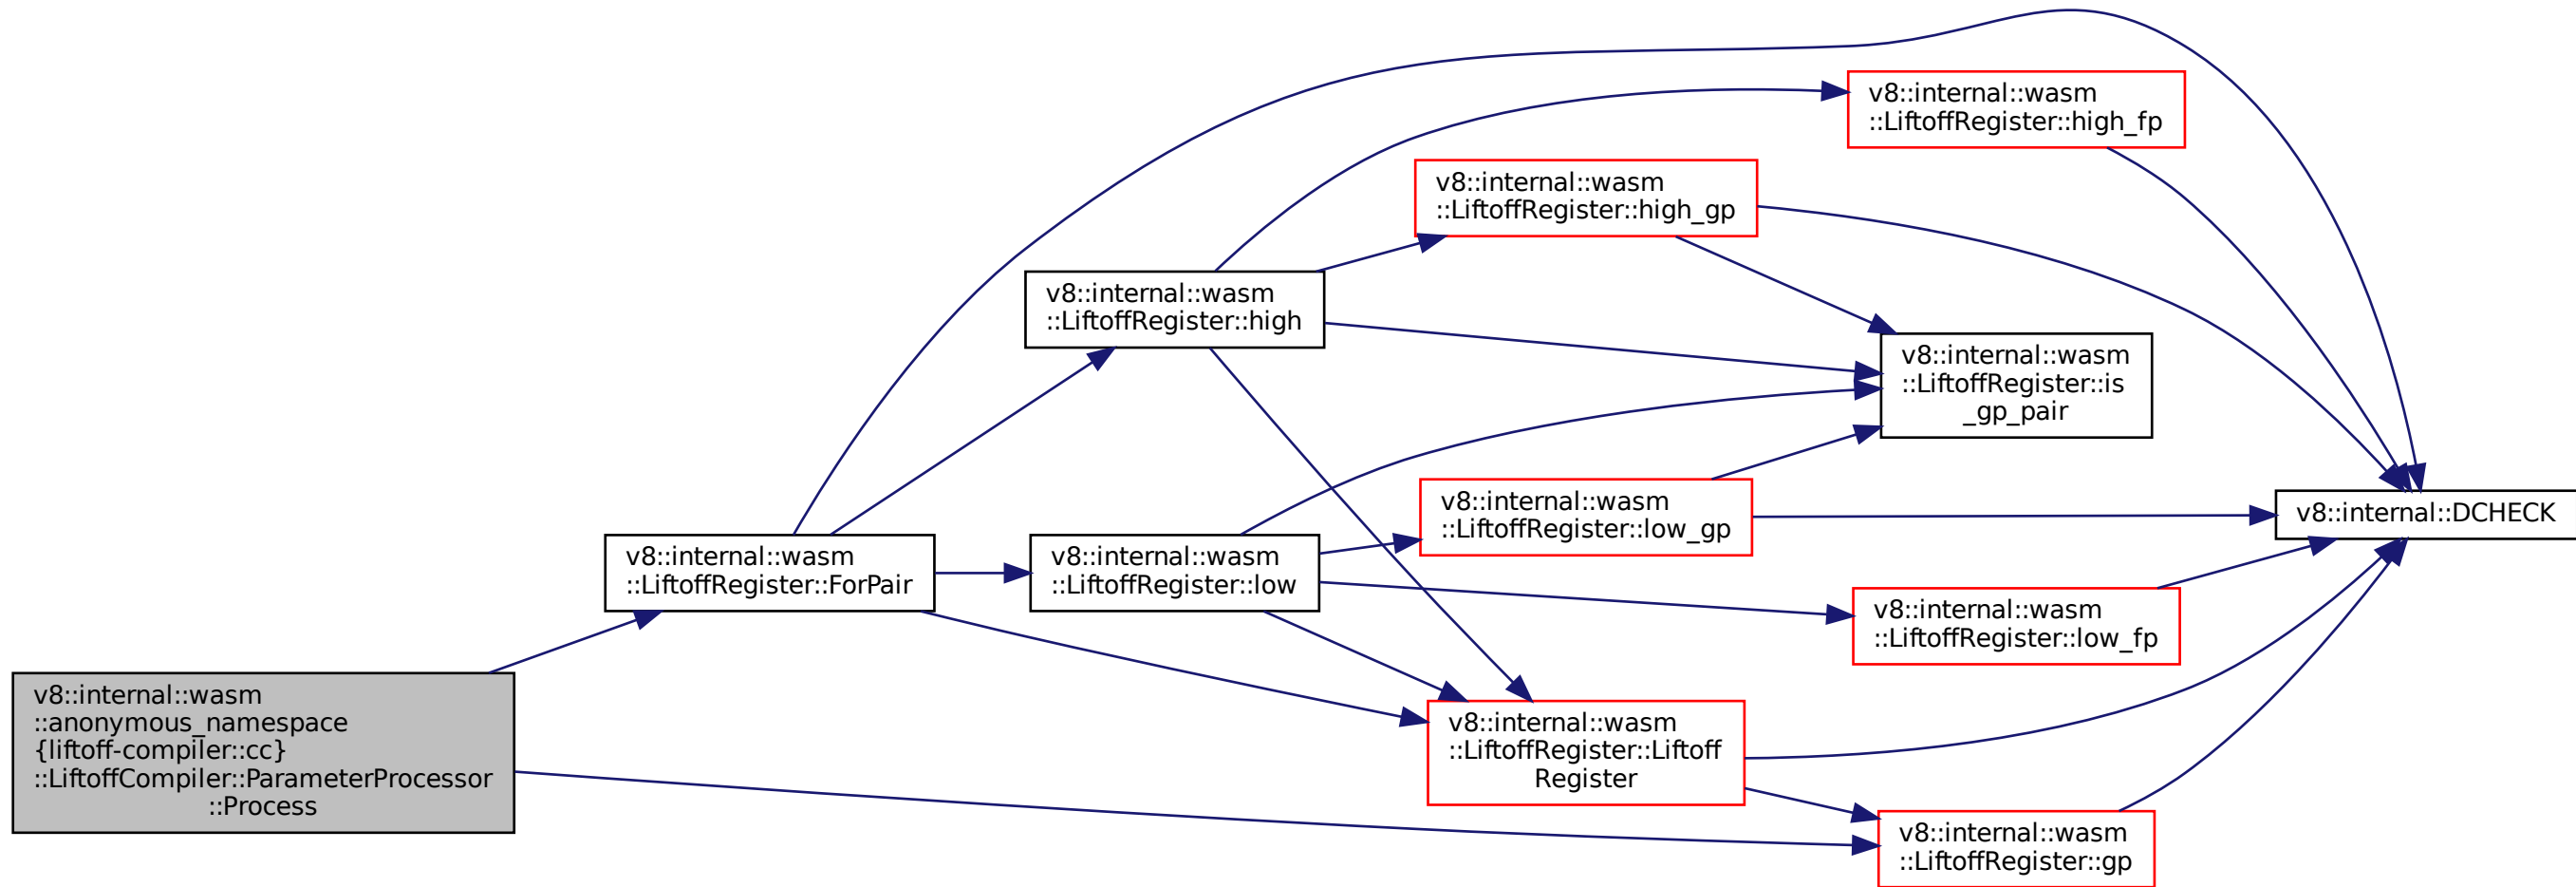 v8::internal::wasm
::anonymous_namespace
{liftoff-compiler::cc}
::LiftoffCompiler::ParameterProcessor
::Process
v8::internal::wasm
::LiftoffRegister::ForPair
v8::internal::wasm
::LiftoffRegister::high
v8::internal::wasm
::LiftoffRegister::low
v8::internal::wasm
::LiftoffRegister::high_fp
v8::internal::wasm
::LiftoffRegister::high_gp
v8::internal::wasm
::LiftoffRegister::is
_gp_pair
v8::internal::wasm
::LiftoffRegister::low_gp
v8::internal::wasm
::LiftoffRegister::low_fp
v8::internal::wasm
::LiftoffRegister::Liftoff
Register
v8::internal::wasm
::LiftoffRegister::gp
v8::internal::DCHECK